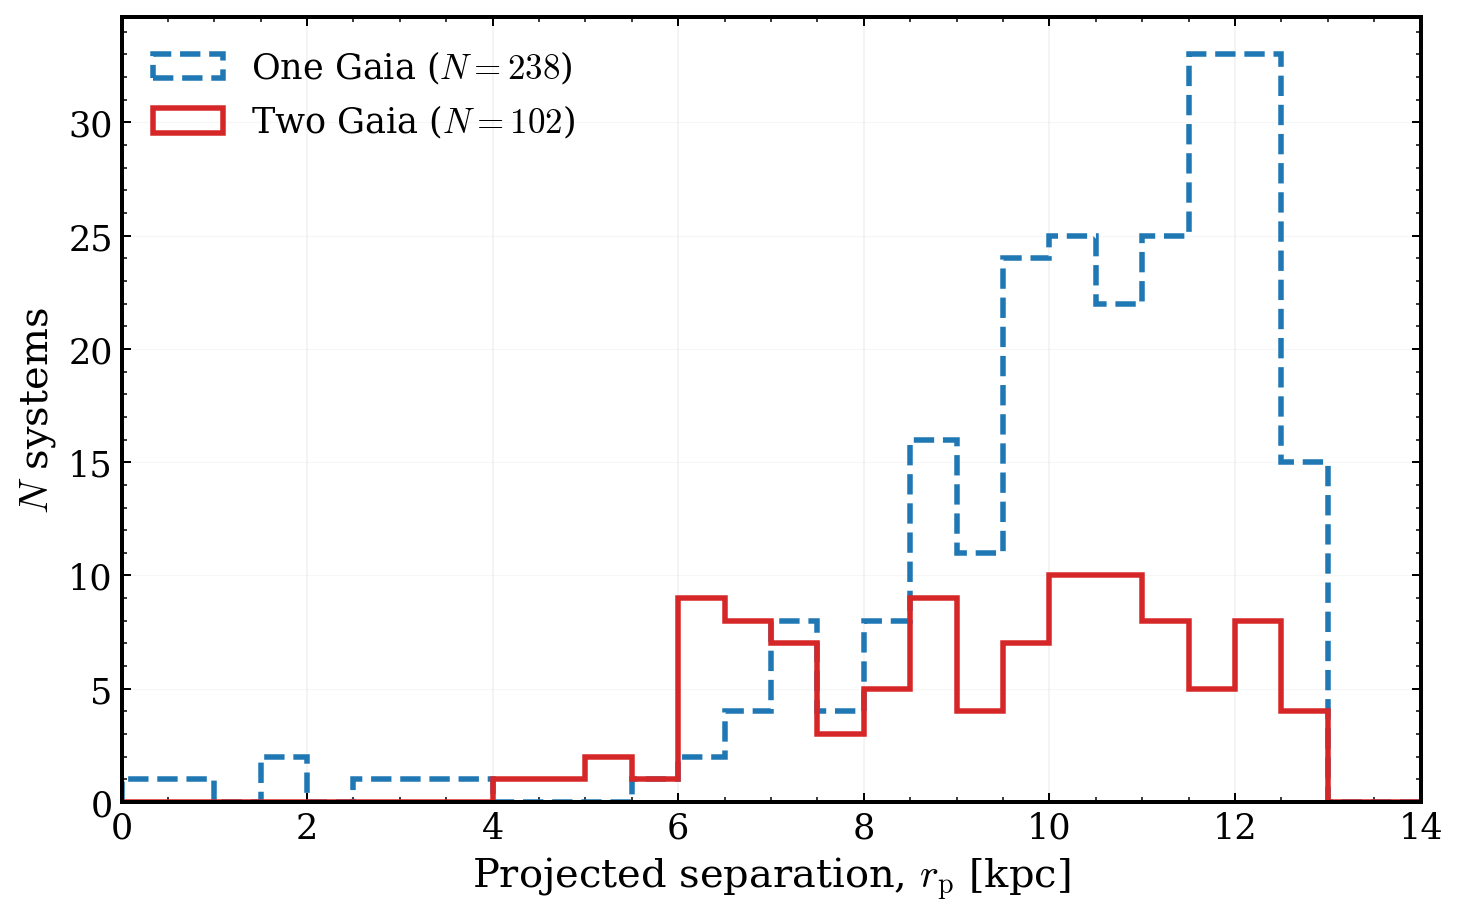 One Gaia (N = 238)
Two Gaia (N = 102)
30
25
20
15
10
5
0
N systems
0 2 4 6 8 10 12 14
Projected separation, r_p [kpc]